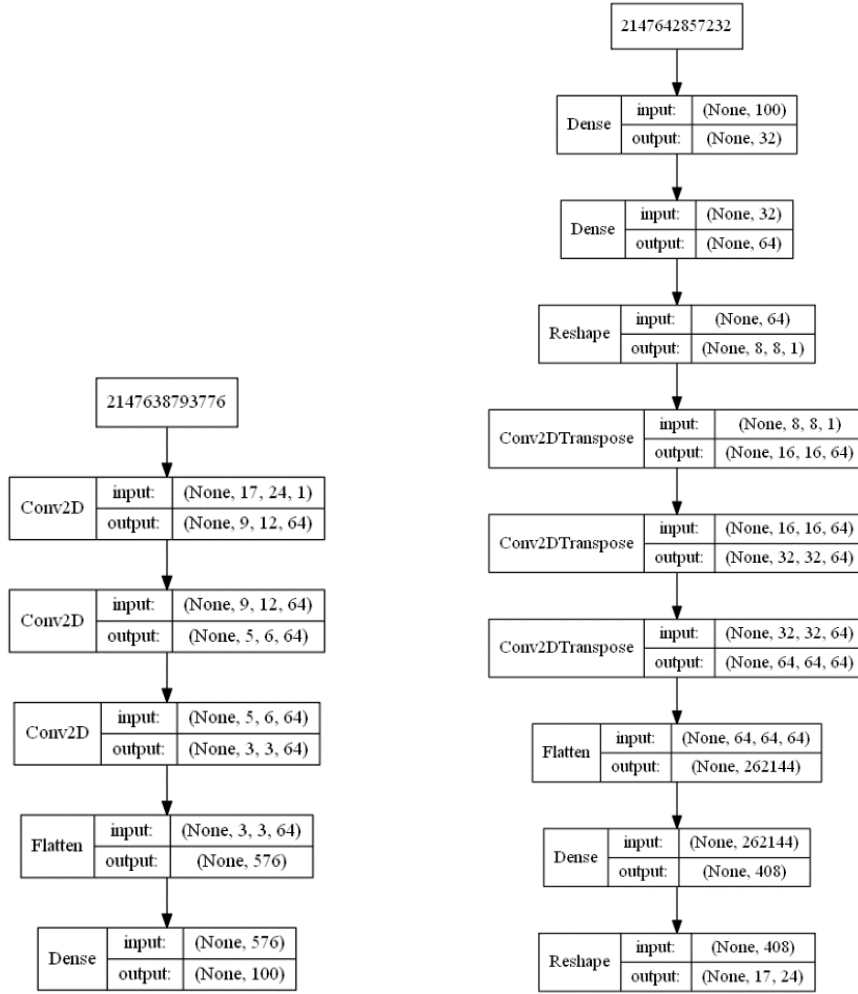 2147638793776
Conv2D
input: (None, 17, 24, 1)
output: (None, 9, 12, 64)
Conv2D
input: (None, 9, 12, 64)
output: (None, 5, 6, 64)
Conv2D
input: (None, 5, 6, 64)
output: (None, 3, 3, 64)
Flatten
input: (None, 3, 3, 64)
output: (None, 576)
Dense
input: (None, 576)
output: (None, 100)
2147642857232
Dense
input: (None, 100)
output: (None, 32)
Dense
input: (None, 32)
output: (None, 64)
Reshape
input: (None, 64)
output: (None, 8, 8, 1)
Conv2DTranspose
input: (None, 8, 8, 1)
output: (None, 16, 16, 64)
Conv2DTranspose
input: (None, 16, 16, 64)
output: (None, 32, 32, 64)
Conv2DTranspose
input: (None, 32, 32, 64)
output: (None, 64, 64, 64)
Flatten
input: (None, 64, 64, 64)
output: (None, 262144)
Dense
input: (None, 262144)
output: (None, 408)
Reshape
input: (None, 408)
output: (None, 17, 24)